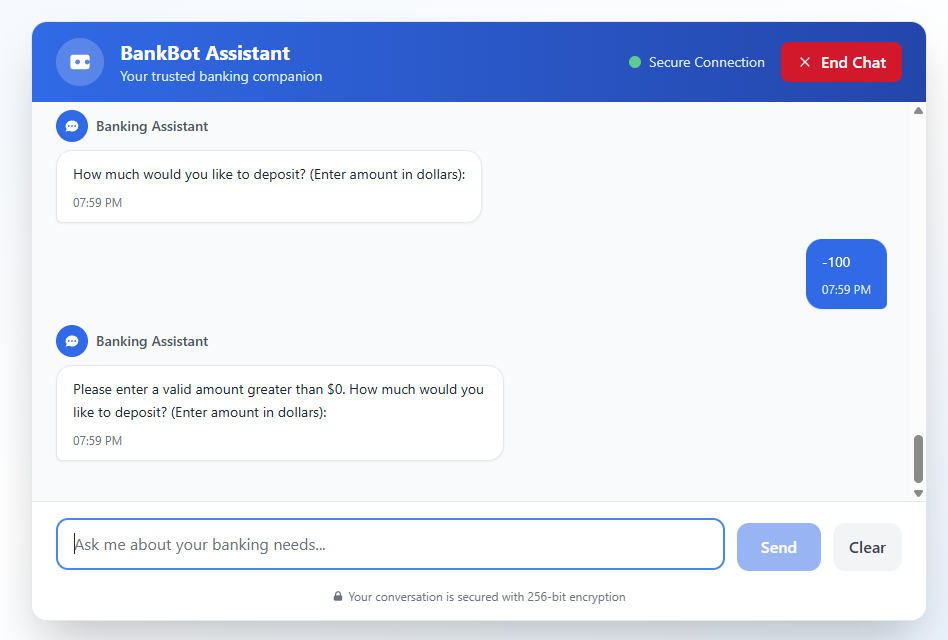 BankBot Assistant
Your trusted banking companion
Secure Connection
End Chat
Banking Assistant
How much would you like to deposit? (Enter amount in dollars):
07:59 PM
-100
07:59 PM
Banking Assistant
Please enter a valid amount greater than $0. How much would you
like to deposit? (Enter amount in dollars):
07:59 PM
Ask me about your banking needs...
Send
Clear
Your conversation is secured with 256-bit encryption